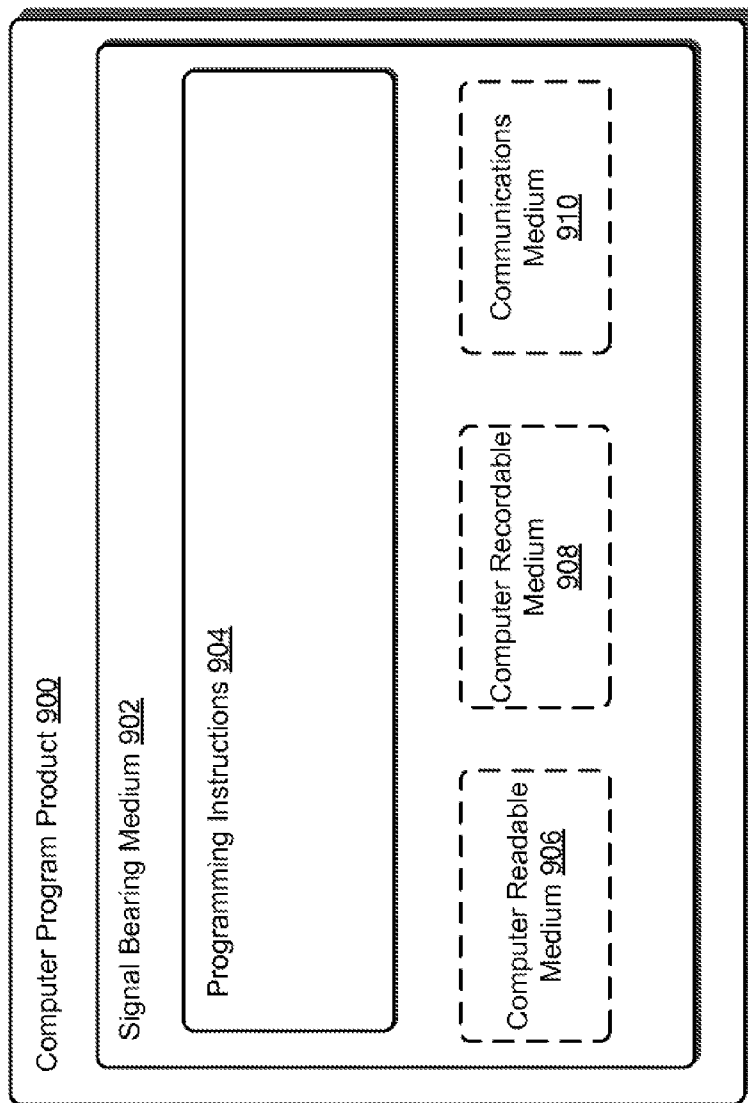 Computer Program Product 900
Signal Bearing Medium 902
Programming Instructions 904
Computer Readable
Medium 906
Computer Recordable
Medium
908
Communications
Medium
910